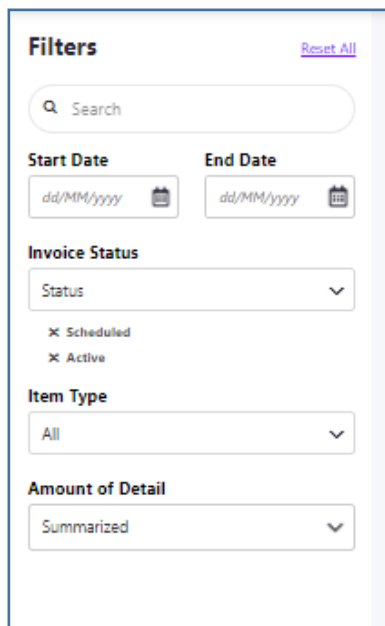 Filters Reset All
Search
Start Date End Date
dd/MM/yyyy dd/MM/yyyy
Invoice Status
Status
× Scheduled
× Active
Item Type
All
Amount of Detail
Summarized